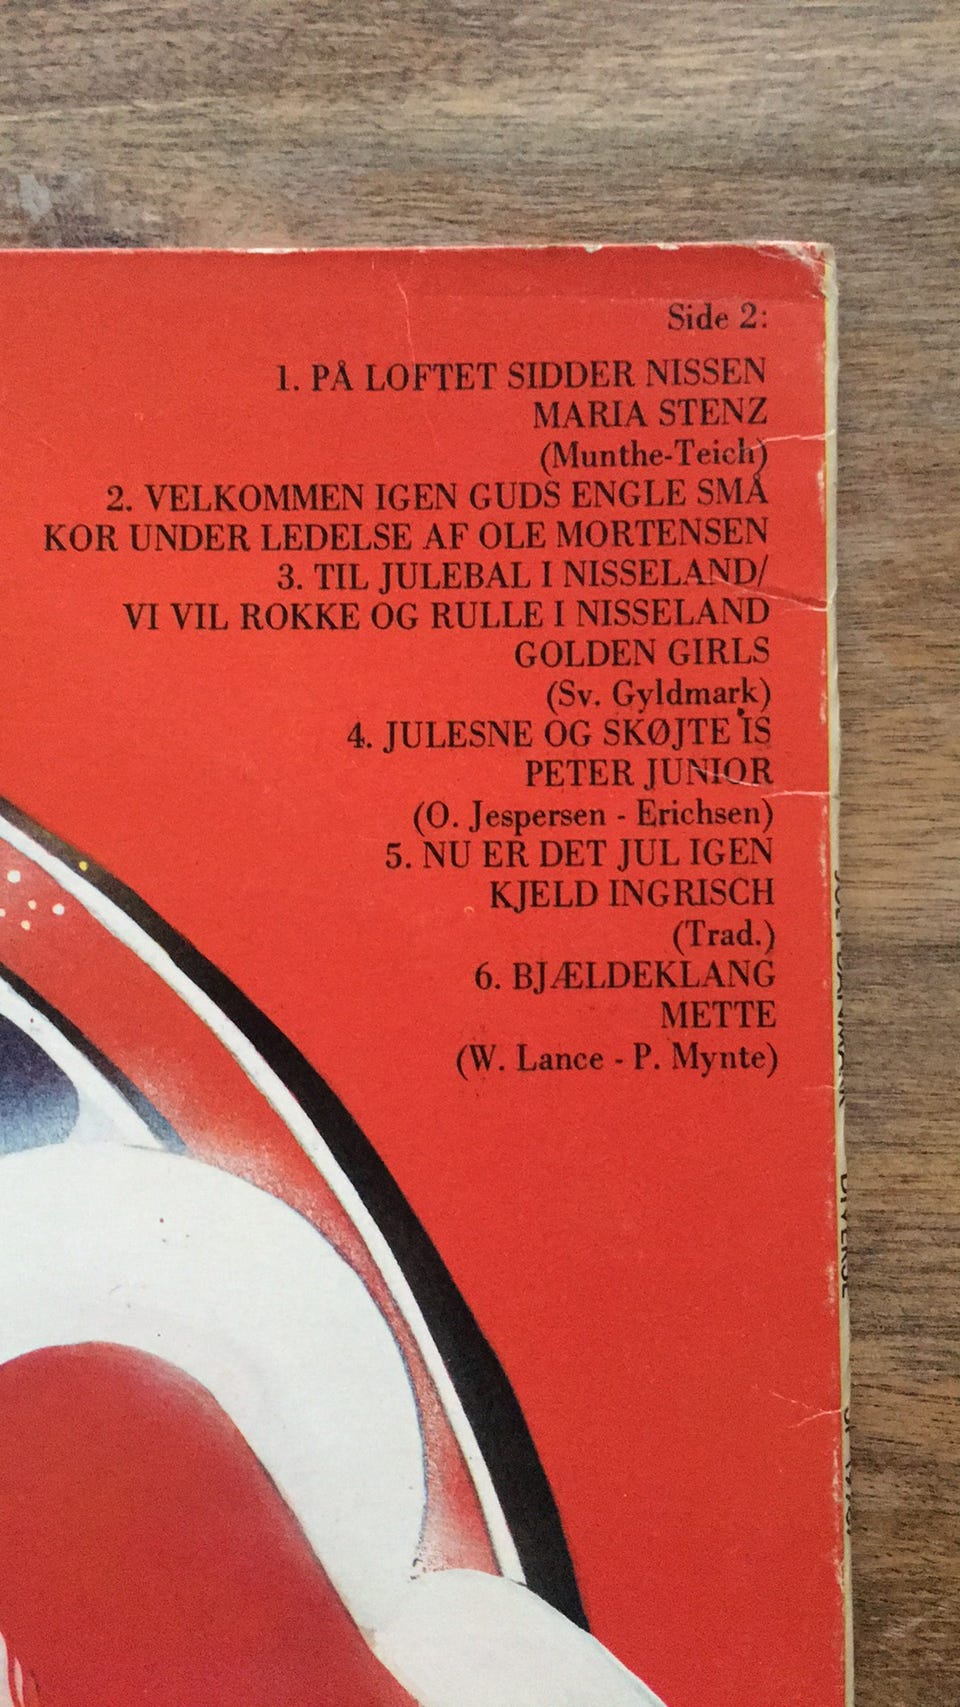 Side 2:
1. PÅ LOFTET SIDDER NISSEN
MARIA STENZ
(Munthe-Teich)
2. VELKOMMEN IGEN GUDS ENGLE SMÅ
KOR UNDER LEDELSE AF OLE MORTENSEN
3. TIL JULEBAL I NISSELAND/
VI VIL ROKKE OG RULLE I NISSELAND
GOLDEN GIRLS
(Sv. Gyldmark)
4. JULESNE OG SKØJTE IS
PETER JUNIOR
(O. Jespersen - Erichsen)
5. NU ER DET JUL IGEN
KJELD INGRISCH
(Trad.)
6. BJÆLDEKLANG
METTE
(W. Lance - P. Mynte)
JUL I DANMARK DIVERSE